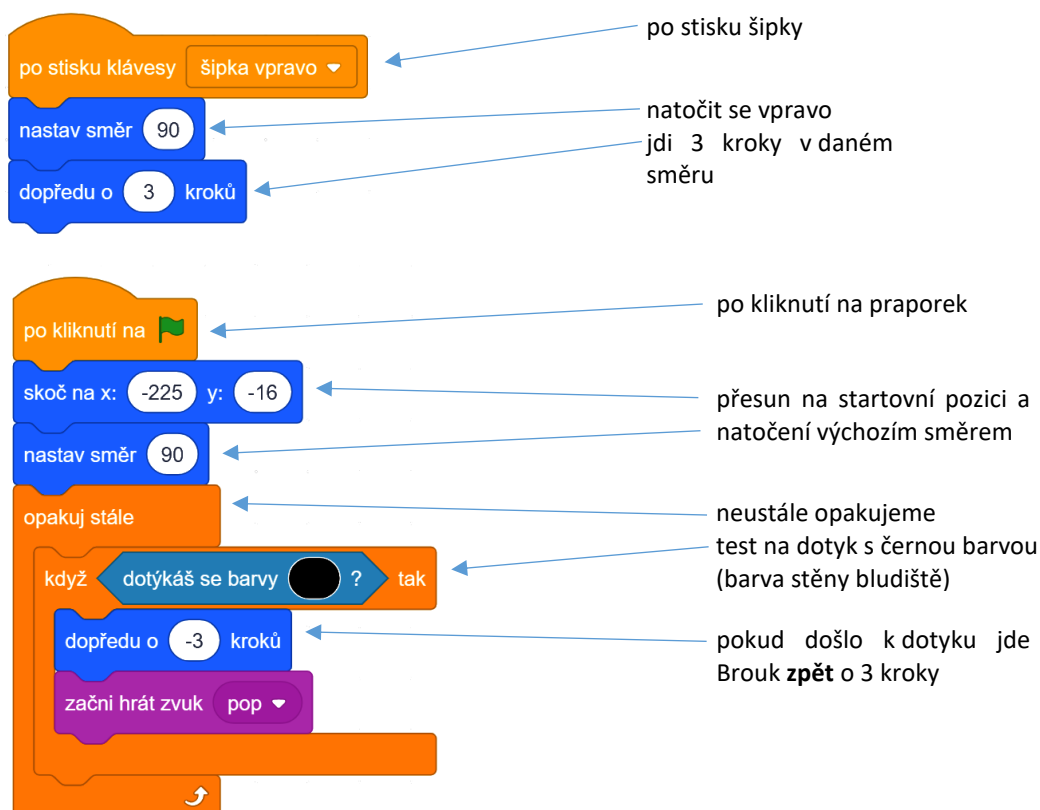 po stisku šipky
po stisku klávesy šipka vpravo
natočit se vpravo
nastav směr 90
jdi 3 kroky v daném
směru
dopředu o 3 kroků
po kliknutí na praporek
po kliknutí na
skoč na x: -225 y: -16
přesun na startovní pozici a
natočení výchozím směrem
nastav směr 90
neustále opakujeme
opakuj stále
test na dotyk s černou barvou
(barva stěny bludiště)
když dotýkáš se barvy ? tak
pokud došlo k dotyku jde
Brouk zpět o 3 kroky
dopředu o -3 kroků
začni hrát zvuk pop